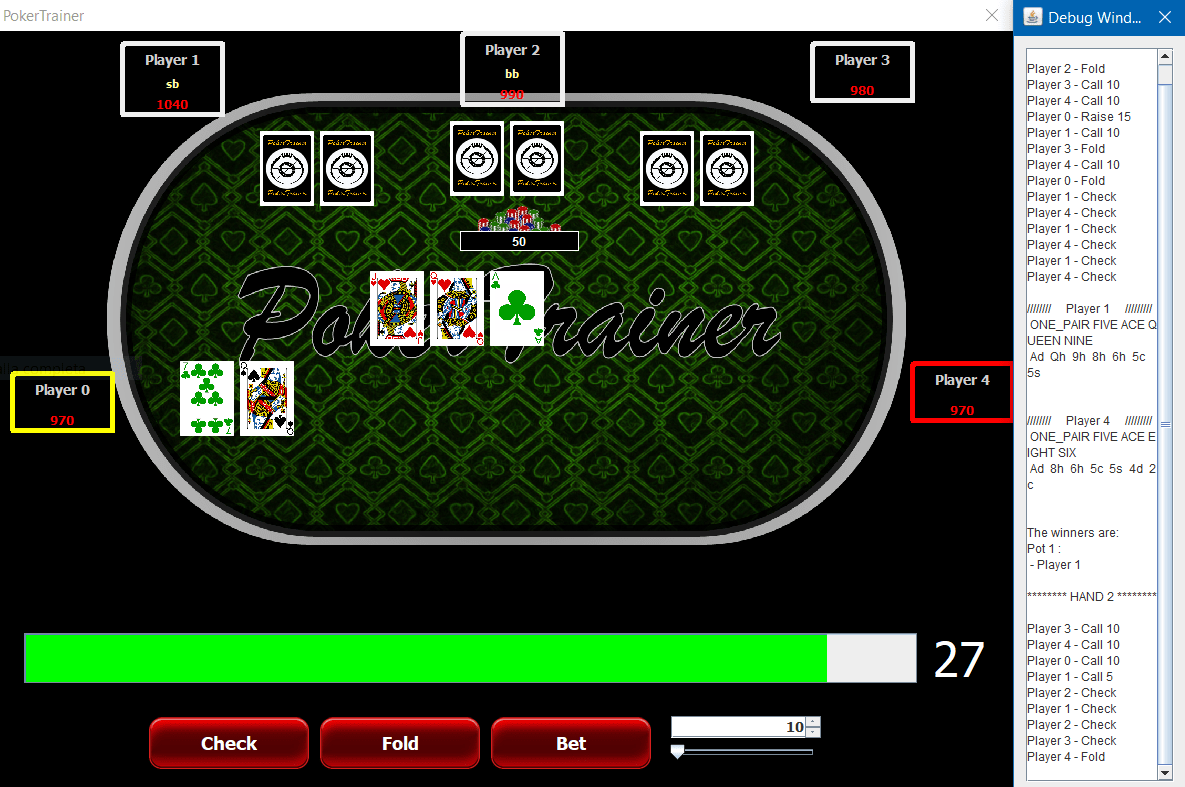 PokerTrainer
Debug Wind...
Player 1
sb
1040
Player 2
bb
990
Player 3
980
PokerTrainer
50
J
Q
A
Player 0
970
7
Q
Player 4
970
27
Check
Fold
Bet
10
Player 2 - Fold
Player 3 - Call 10
Player 4 - Call 10
Player 0 - Raise 15
Player 1 - Call 10
Player 3 - Fold
Player 4 - Call 10
Player 0 - Fold
Player 1 - Check
Player 4 - Check
Player 1 - Check
Player 4 - Check
Player 1 - Check
Player 4 - Check
//////// Player 1 /////////
ONE_PAIR FIVE ACE Q
UEEN NINE
Ad Qh 9h 8h 6h 5c
5s
//////// Player 4 /////////
ONE_PAIR FIVE ACE E
IGHT SIX
Ad 8h 6h 5c 5s 4d 2
c
The winners are:
Pot 1 :
- Player 1
******** HAND 2 ********
Player 3 - Call 10
Player 4 - Call 10
Player 0 - Call 10
Player 1 - Call 5
Player 2 - Check
Player 1 - Check
Player 2 - Check
Player 3 - Check
Player 4 - Fold